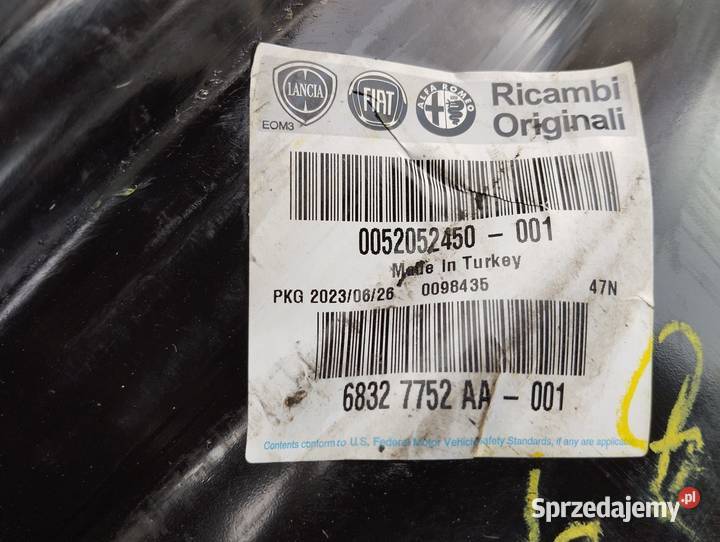 LANCIA
FIAT
ALFA ROMEO
Ricambi
Originali
EOM3
0052052450 - 001
Made in Turkey
PKG 2023/06/26 0098435 47N
6832 7752 AA - 001
Contents conform to U.S. Federal Motor Vehicle Safety Standards, if any are applicable
Sprzedajemy.pl